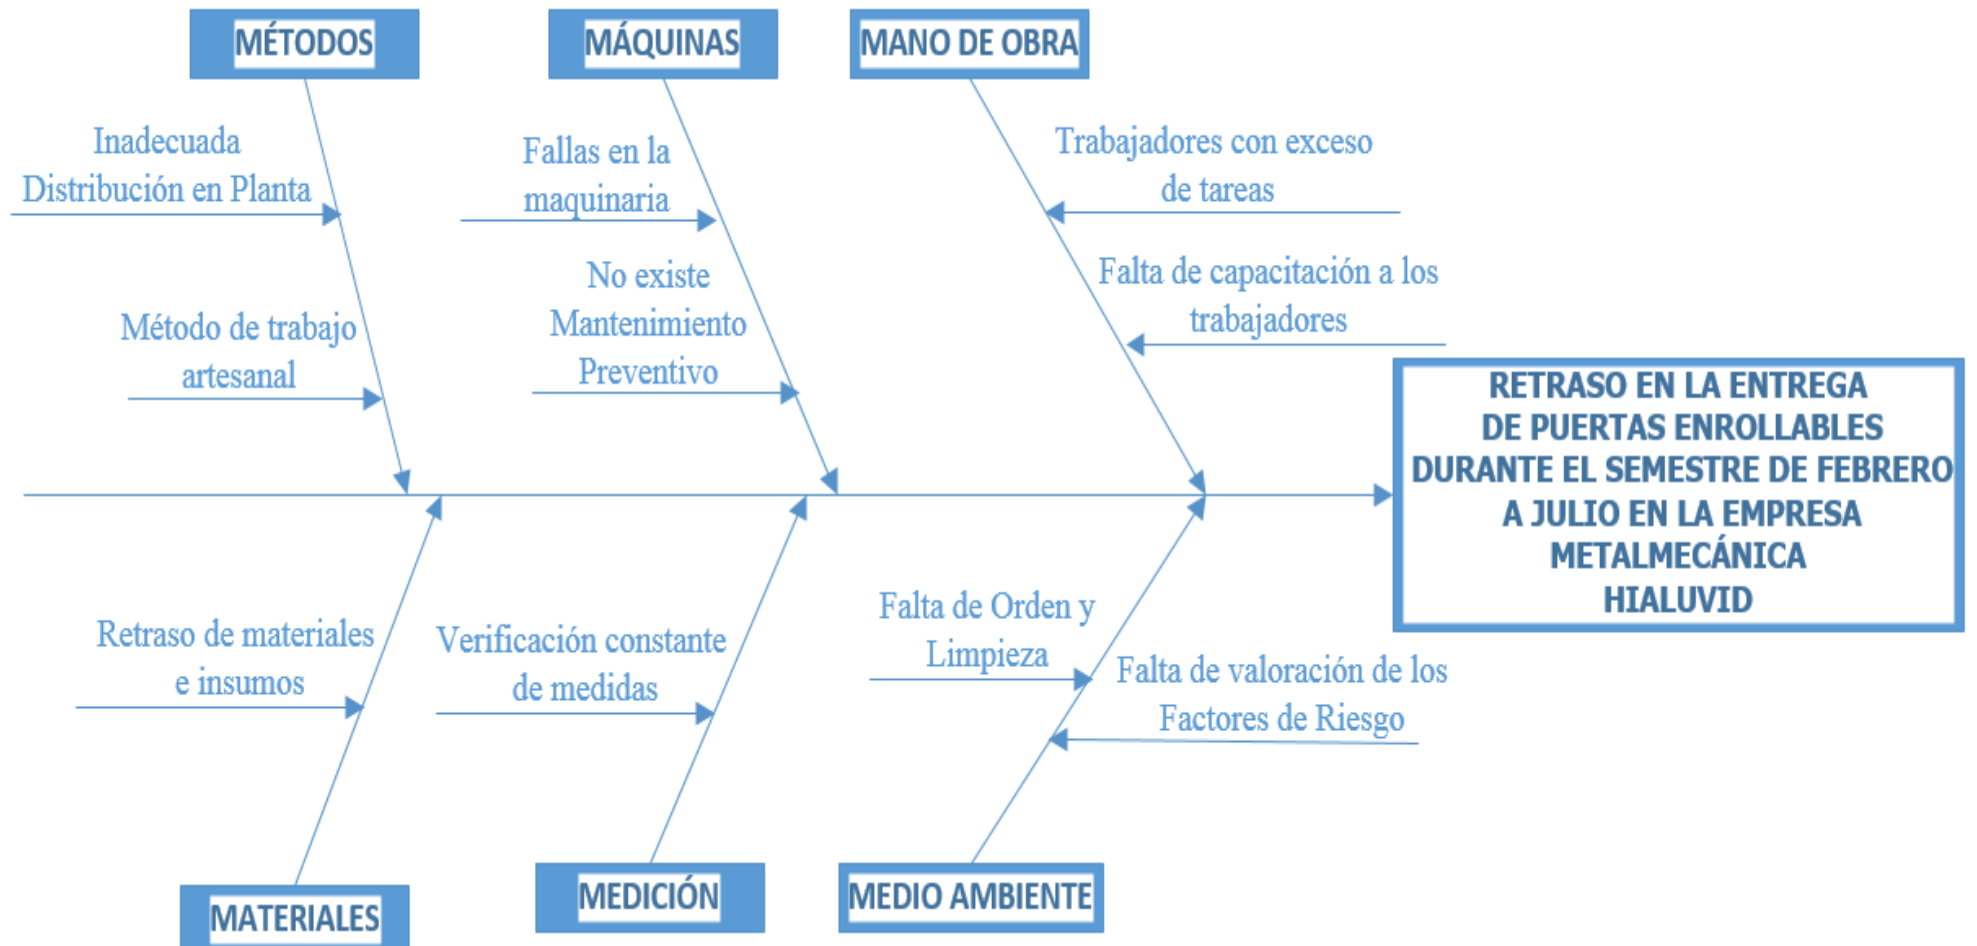 MÉTODOS
MÁQUINAS
MANO DE OBRA
Inadecuada
Distribución en Planta
Método de trabajo
artesanal
Fallas en la
maquinaria
No existe
Mantenimiento
Preventivo
Trabajadores con exceso
de tareas
Falta de capacitación a los
trabajadores
RETRASO EN LA ENTREGA
DE PUERTAS ENROLLABLES
DURANTE EL SEMESTRE DE FEBRERO
A JULIO EN LA EMPRESA
METALMECÁNICA
HIALUVID
Retraso de materiales
e insumos
Verificación constante
de medidas
Falta de Orden y
Limpieza
Falta de valoración de los
Factores de Riesgo
MATERIALES
MEDICIÓN
MEDIO AMBIENTE